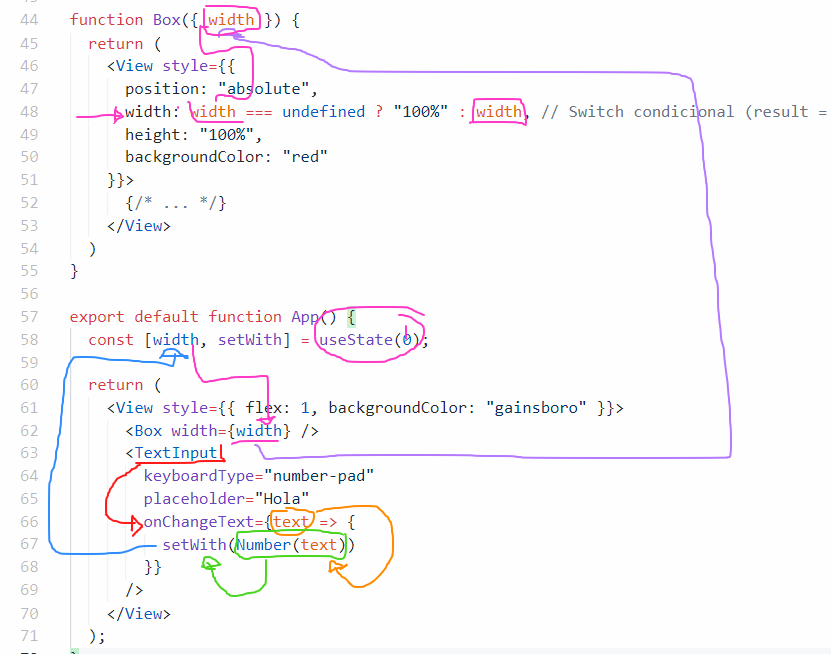 44 function Box({ width }) {
45 return (
46 <View style={{
47 position: "absolute",
48 width: width === undefined ? "100%" : width, // Switch condicional (result =
49 height: "100%",
50 backgroundColor: "red"
51 }}>
52 {/* ... */}
53 </View>
54 )
55 }
56
57 export default function App() {
58 const [width, setWith] = useState(0);
59
60 return (
61 <View style={{ flex: 1, backgroundColor: "gainsboro" }}>
62 <Box width={width} />
63 <TextInput
64 keyboardType="number-pad"
65 placeholder="Hola"
66 onChangeText={text => {
67 setWith(Number(text))
68 }}
69 />
70 </View>
71 );